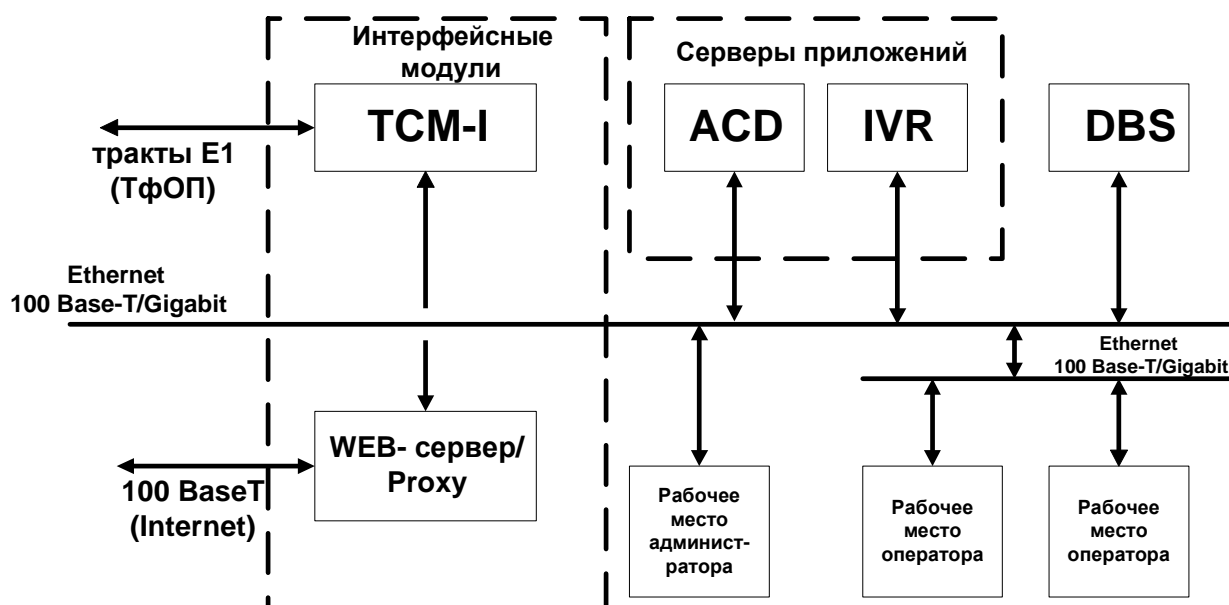 Интерфейсные
модули
Серверы приложений
TCM-I
ACD
IVR
DBS
тракты Е1
(ТфОП)
Ethernet
100 Base-T/Gigabit
Ethernet
100 Base-T/Gigabit
WEB- сервер/
Proxy
100 BaseT
(Internet)
Рабочее
место
админист-
ратора
Рабочее
место
оператора
Рабочее
место
оператора